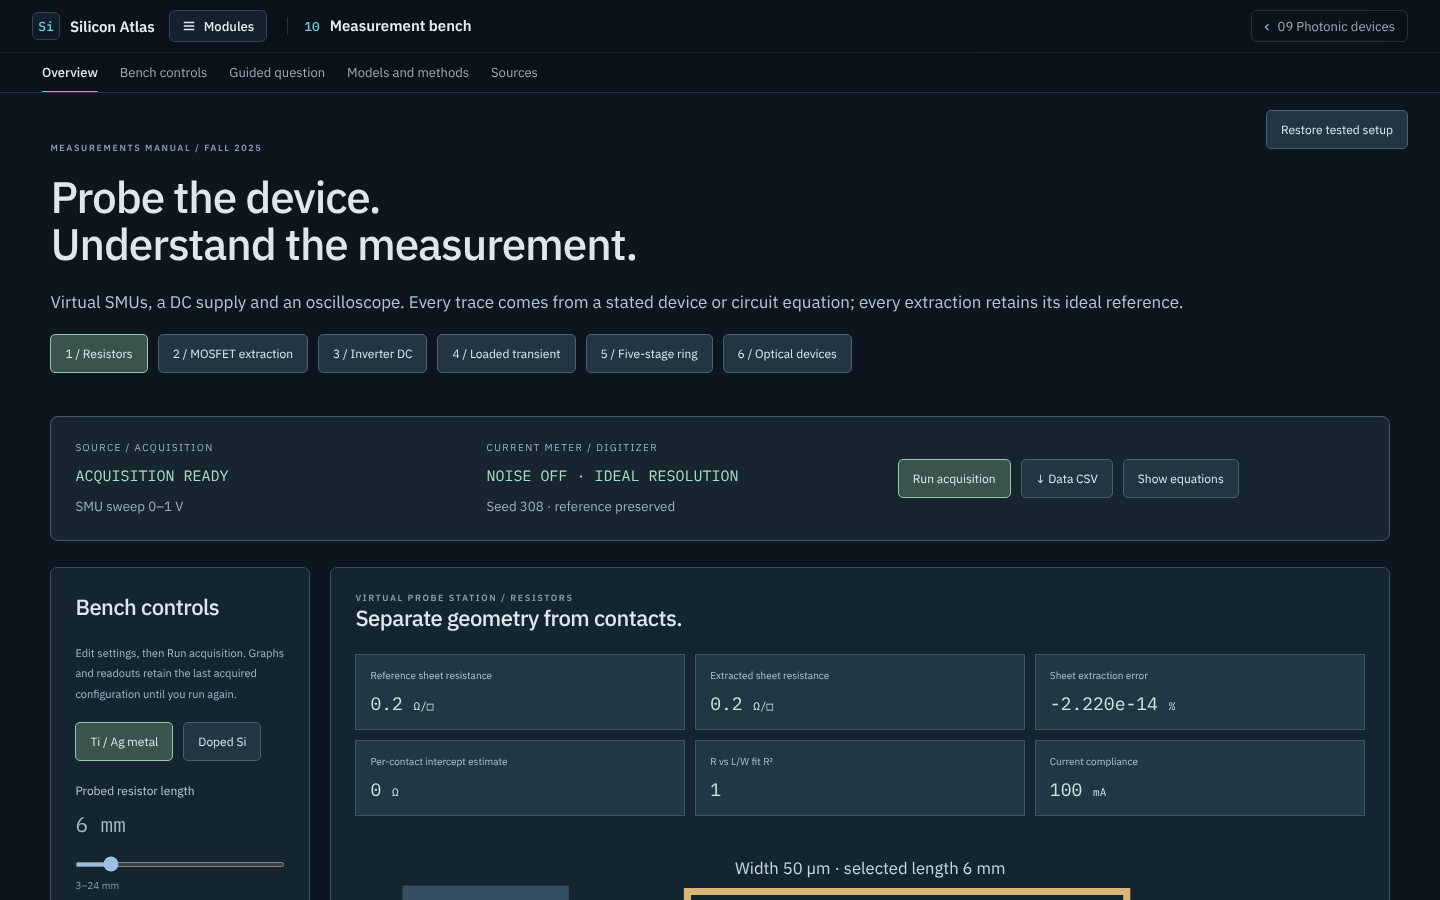 Si Silicon Atlas Modules 10 Measurement bench ‹ 09 Photonic devices
Overview Bench controls Guided question Models and methods Sources
Restore tested setup
MEASUREMENTS MANUAL / FALL 2025
Probe the device.
Understand the measurement.
Virtual SMUs, a DC supply and an oscilloscope. Every trace comes from a stated device or circuit equation; every extraction retains its ideal reference.
1 / Resistors 2 / MOSFET extraction 3 / Inverter DC 4 / Loaded transient 5 / Five-stage ring 6 / Optical devices
SOURCE / ACQUISITION
ACQUISITION READY
SMU sweep 0–1 V
CURRENT METER / DIGITIZER
NOISE OFF · IDEAL RESOLUTION
Seed 308 · reference preserved
Run acquisition ↓ Data CSV Show equations
Bench controls
Edit settings, then Run acquisition. Graphs
and readouts retain the last acquired
configuration until you run again.
Ti / Ag metal Doped Si
Probed resistor length
6 mm
3–24 mm
VIRTUAL PROBE STATION / RESISTORS
Separate geometry from contacts.
Reference sheet resistance
0.2 Ω/□
Extracted sheet resistance
0.2 Ω/□
Sheet extraction error
-2.220e-14 %
Per-contact intercept estimate
0 Ω
R vs L/W fit R²
1
Current compliance
100 mA
Width 50 µm · selected length 6 mm